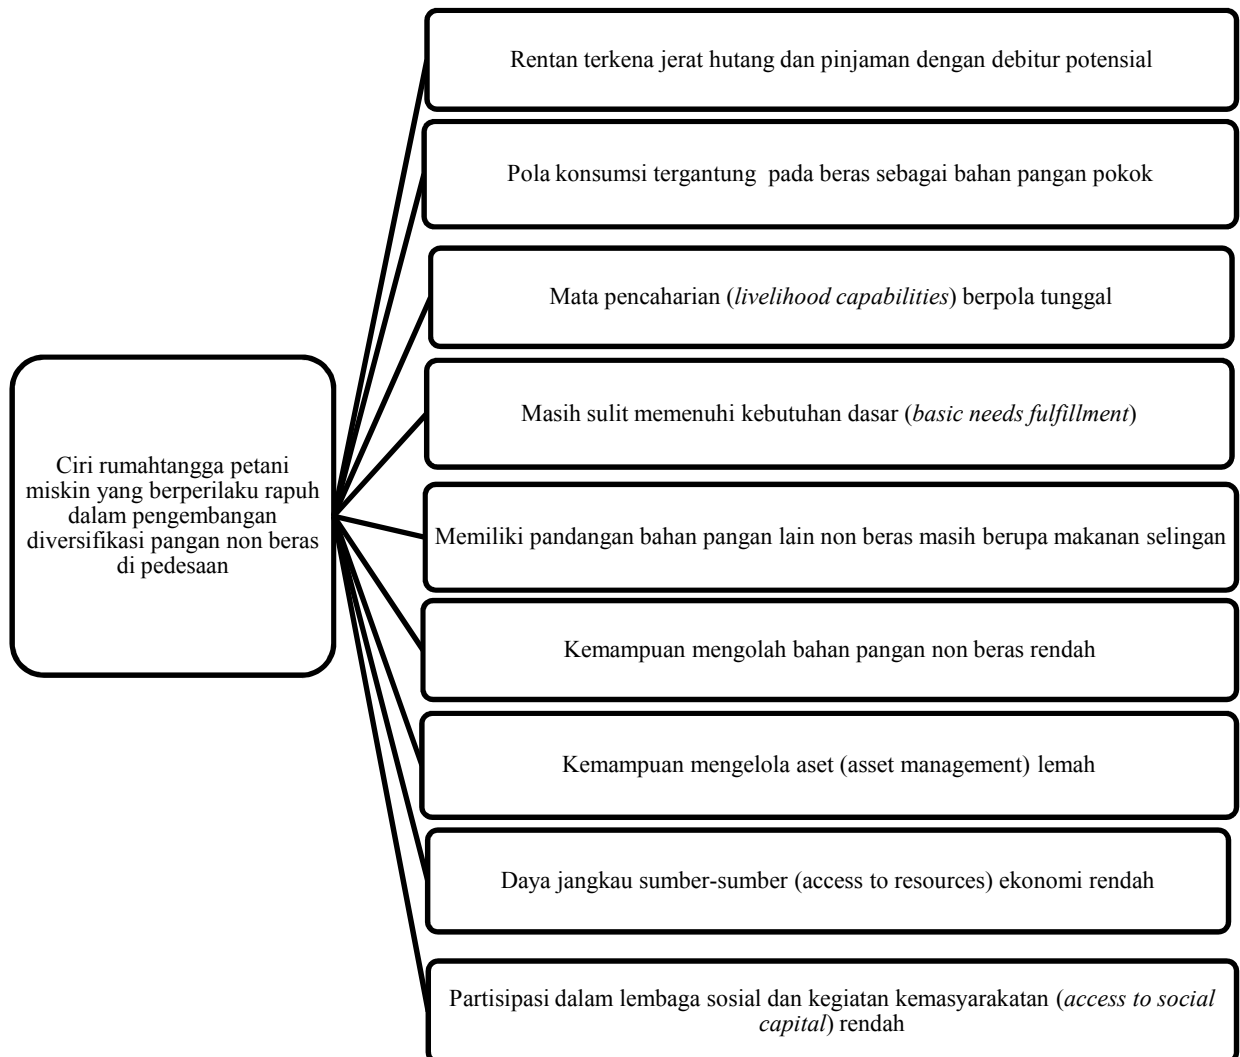 Rentan terkena jerat hutang dan pinjaman dengan debitur potensial
Pola konsumsi tergantung  pada beras sebagai bahan pangan pokok
Mata pencaharian (livelihood capabilities) berpola tunggal
Masih sulit memenuhi kebutuhan dasar (basic needs fulfillment)
Ciri rumahtangga petani
miskin yang berperilaku rapuh
dalam pengembangan
diversifikasi pangan non beras
di pedesaan
Memiliki pandangan bahan pangan lain non beras masih berupa makanan selingan
Kemampuan mengolah bahan pangan non beras rendah
Kemampuan mengelola aset (asset management) lemah
Daya jangkau sumber-sumber (access to resources) ekonomi rendah
Partisipasi dalam lembaga sosial dan kegiatan kemasyarakatan (access to social
capital) rendah